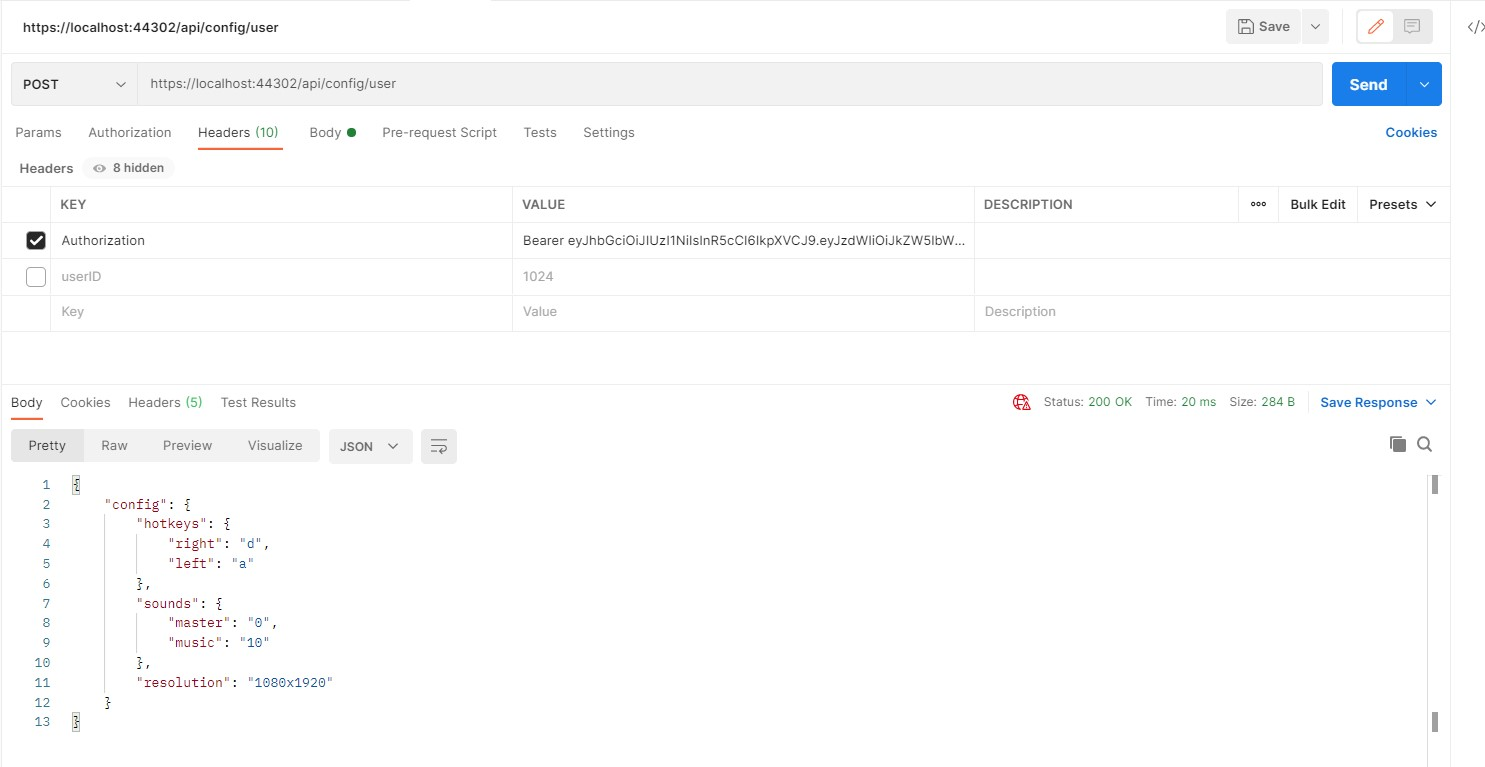 https://localhost:44302/api/config/user
Save
</>
POST https://localhost:44302/api/config/user Send
Params Authorization Headers (10) Body Pre-request Script Tests Settings Cookies
Headers 8 hidden
KEY VALUE DESCRIPTION ooo Bulk Edit Presets
Authorization Bearer eyJhbGciOiJIUzI1NiIsInR5cCI6IkpXVCJ9.eyJzdWIiOiJkZW5lbW...
userID 1024
Key Value Description
Body Cookies Headers (5) Test Results Status: 200 OK Time: 20 ms Size: 284 B Save Response
Pretty Raw Preview Visualize JSON
1 {
2 "config": {
3 "hotkeys": {
4 "right": "d",
5 "left": "a"
6 },
7 "sounds": {
8 "master": "0",
9 "music": "10"
10 },
11 "resolution": "1080x1920"
12 }
13 }